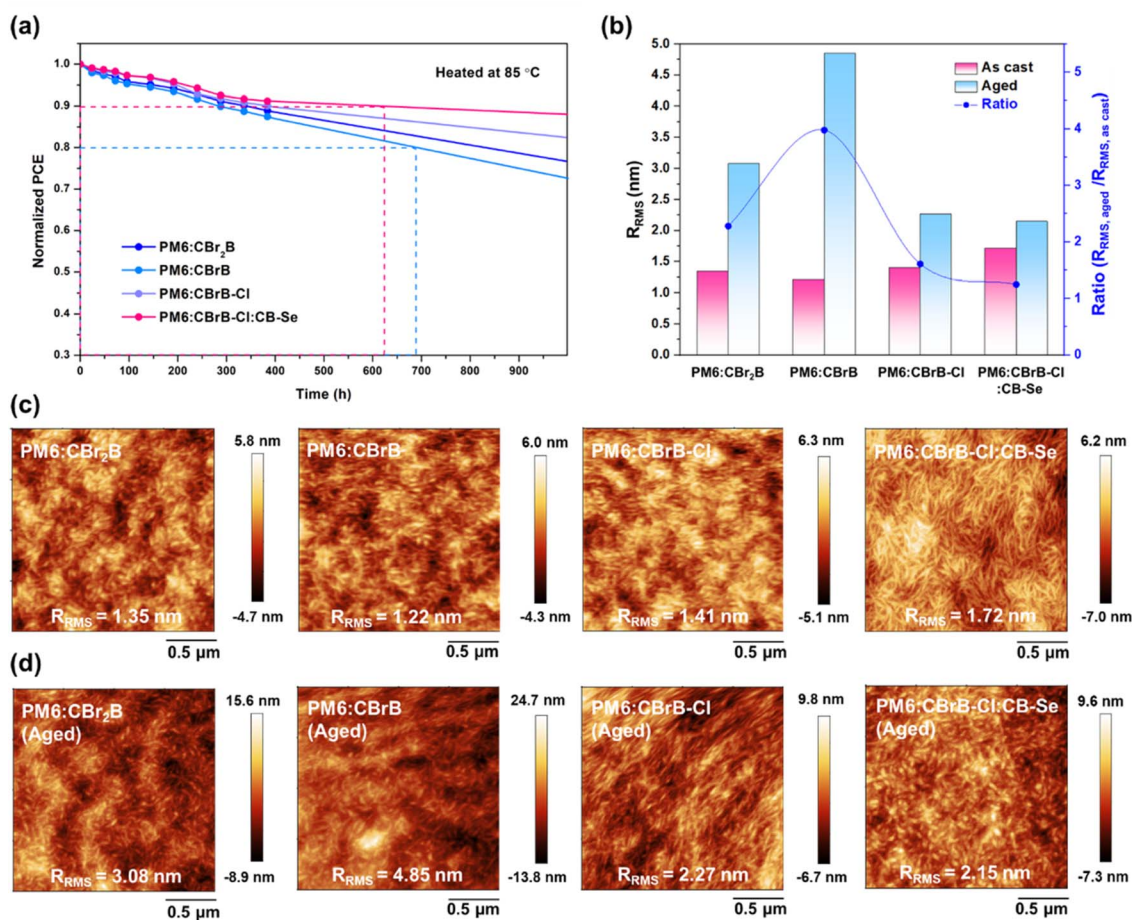 (a)
Heated at 85 °C
1.0
0.9
0.8
0.7
0.6
0.5
0.4
0.3
Normalized PCE
PM6:CBr₂B
PM6:CBrB
PM6:CBrB-Cl
PM6:CBrB-Cl:CB-Se
0 100 200 300 400 500 600 700 800 900
Time (h)
(b)
As cast
Aged
Ratio
5.0
4.5
4.0
3.5
3.0
2.5
2.0
1.5
1.0
0.5
0.0
R_RMS (nm)
5
4
3
2
1
0
Ratio (R_RMS, aged /R_RMS, as cast)
PM6:CBr₂B PM6:CBrB PM6:CBrB-Cl PM6:CBrB-Cl
:CB-Se
(c)
PM6:CBr₂B
5.8 nm
R_RMS = 1.35 nm
-4.7 nm
0.5 µm
PM6:CBrB
6.0 nm
R_RMS = 1.22 nm
-4.3 nm
0.5 µm
PM6:CBrB-Cl
6.3 nm
R_RMS = 1.41 nm
-5.1 nm
0.5 µm
PM6:CBrB-Cl:CB-Se
6.2 nm
R_RMS = 1.72 nm
-7.0 nm
0.5 µm
(d)
PM6:CBr₂B
(Aged)
15.6 nm
R_RMS = 3.08 nm
-8.9 nm
0.5 µm
PM6:CBrB
(Aged)
24.7 nm
R_RMS = 4.85 nm
-13.8 nm
0.5 µm
PM6:CBrB-Cl
(Aged)
9.8 nm
R_RMS = 2.27 nm
-6.7 nm
0.5 µm
PM6:CBrB-Cl:CB-Se
(Aged)
9.6 nm
R_RMS = 2.15 nm
-7.3 nm
0.5 µm